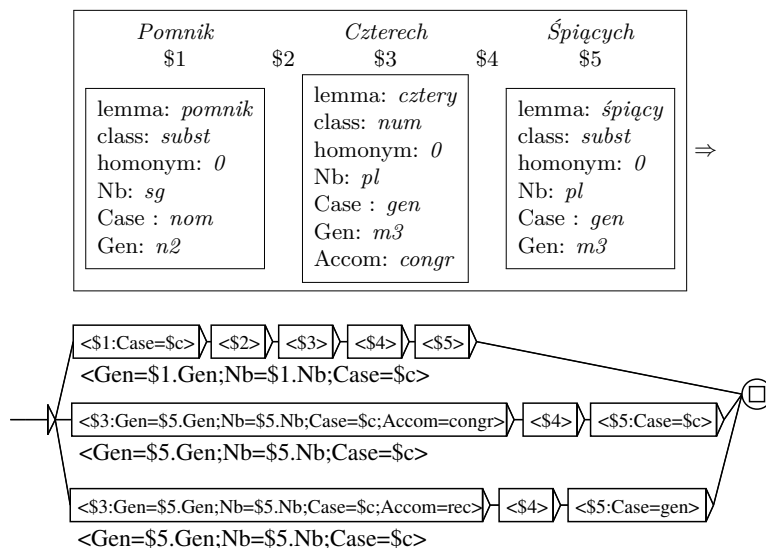 Pomnik Czterech Śpiących
$1 $2 $3 $4 $5
lemma: pomnik
class: subst
homonym: 0
Nb: sg
Case : nom
Gen: n2
lemma: cztery
class: num
homonym: 0
Nb: pl
Case : gen
Gen: m3
Accom: congr
lemma: śpiący
class: subst
homonym: 0
Nb: pl
Case : gen
Gen: m3
⇒
<$1:Case=$c> <$2> <$3> <$4> <$5>
<Gen=$1.Gen;Nb=$1.Nb;Case=$c>
<$3:Gen=$5.Gen;Nb=$5.Nb;Case=$c;Accom=congr> <$4> <$5:Case=$c>
<Gen=$5.Gen;Nb=$5.Nb;Case=$c>
<$3:Gen=$5.Gen;Nb=$5.Nb;Case=$c;Accom=rec> <$4> <$5:Case=gen>
<Gen=$5.Gen;Nb=$5.Nb;Case=$c>